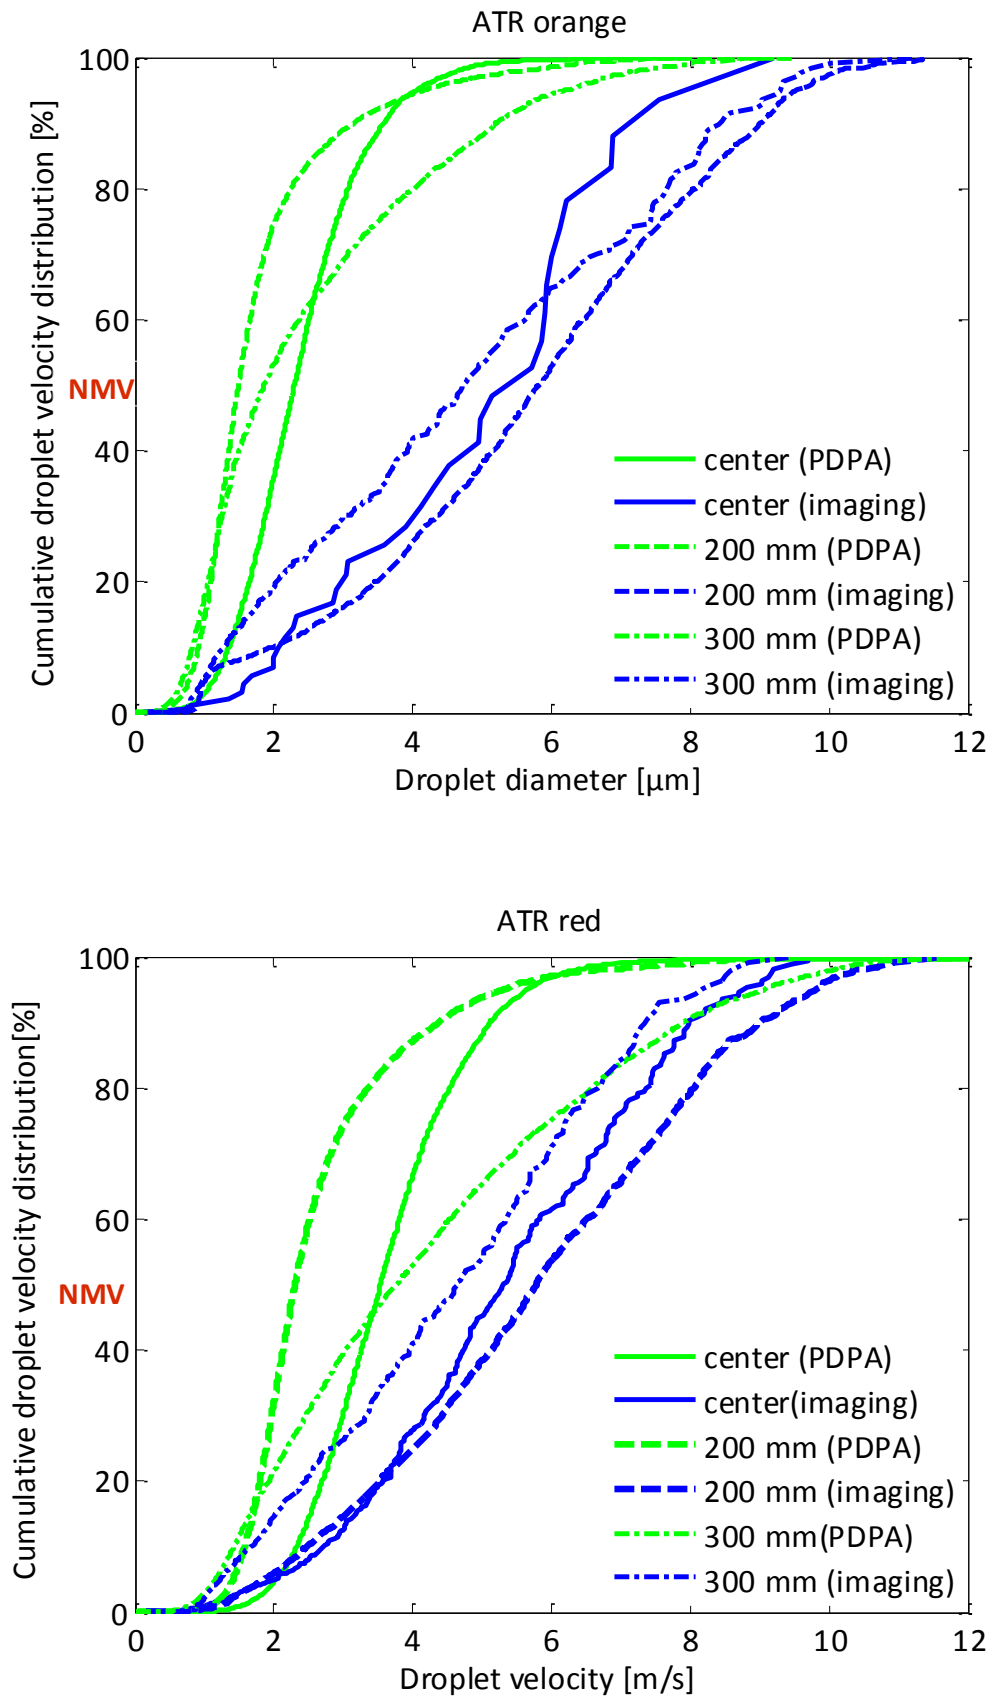 ATR orange
Cumulative droplet velocity distribution [%]
100
80
60
NMV
40
20
0
center (PDPA)
center (imaging)
200 mm (PDPA)
200 mm (imaging)
300 mm (PDPA)
300 mm (imaging)
0 2 4 6 8 10 12
Droplet diameter [µm]
ATR red
Cumulative droplet velocity distribution[%]
100
80
60
NMV
40
20
0
center (PDPA)
center(imaging)
200 mm (PDPA)
200 mm (imaging)
300 mm(PDPA)
300 mm (imaging)
0 2 4 6 8 10 12
Droplet velocity [m/s]